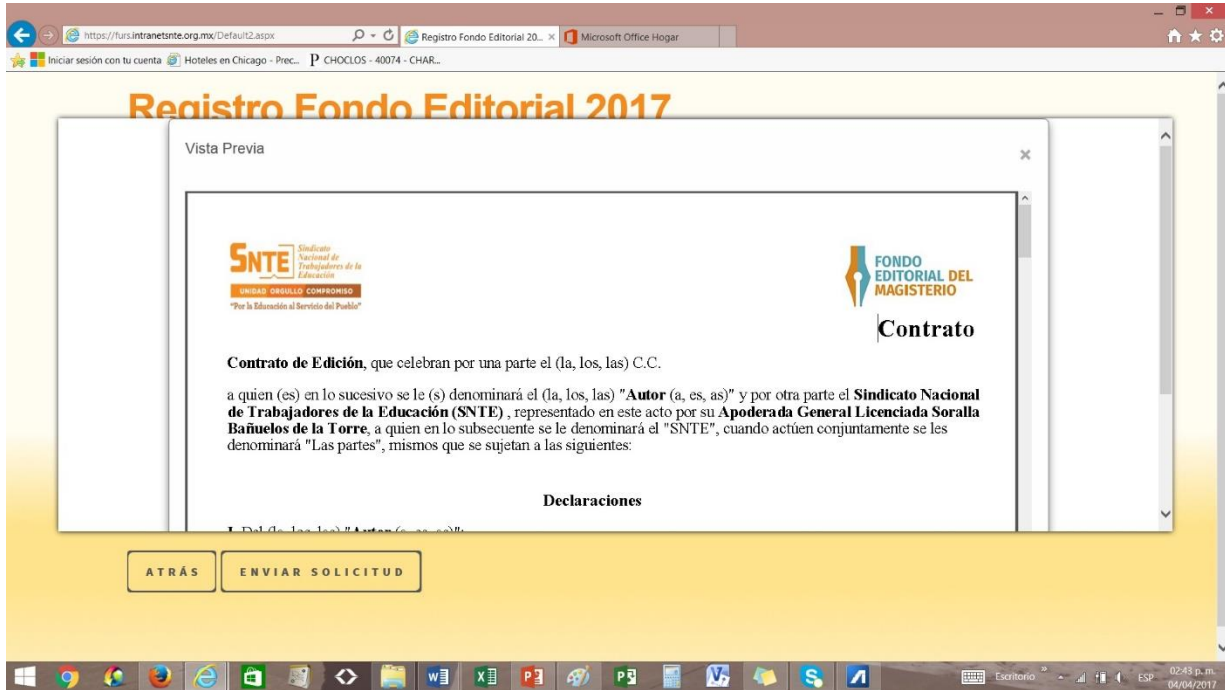 https://furs.intranetsnte.org.mx/Default2.aspx
Registro Fondo Editorial 20...
Microsoft Office Hogar
Iniciar sesión con tu cuenta
Hoteles en Chicago - Prec...
CHOCLOS - 40074 - CHAR...
Registro Fondo Editorial 2017
Vista Previa
SNTE
Sindicato
Nacional de
Trabajadores de la
Educación
UNIDAD ORGULLO COMPROMISO
"Por la Educación al Servicio del Pueblo"
FONDO
EDITORIAL DEL
MAGISTERIO
Contrato
Contrato de Edición, que celebran por una parte el (la, los, las) C.C.
a quien (es) en lo sucesivo se le (s) denominará el (la, los, las) "Autor (a, es, as)" y por otra parte el Sindicato Nacional
de Trabajadores de la Educación (SNTE) , representado en este acto por su Apoderada General Licenciada Soralla
Bañuelos de la Torre, a quien en lo subsecuente se le denominará el "SNTE", cuando actúen conjuntamente se les
denominará "Las partes", mismos que se sujetan a las siguientes:
Declaraciones
I. Del (la, los, las) "Autor (a, es, as)":
ATRÁS
ENVIAR SOLICITUD
Escritorio
ESP
02:43 p. m.
04/04/2017